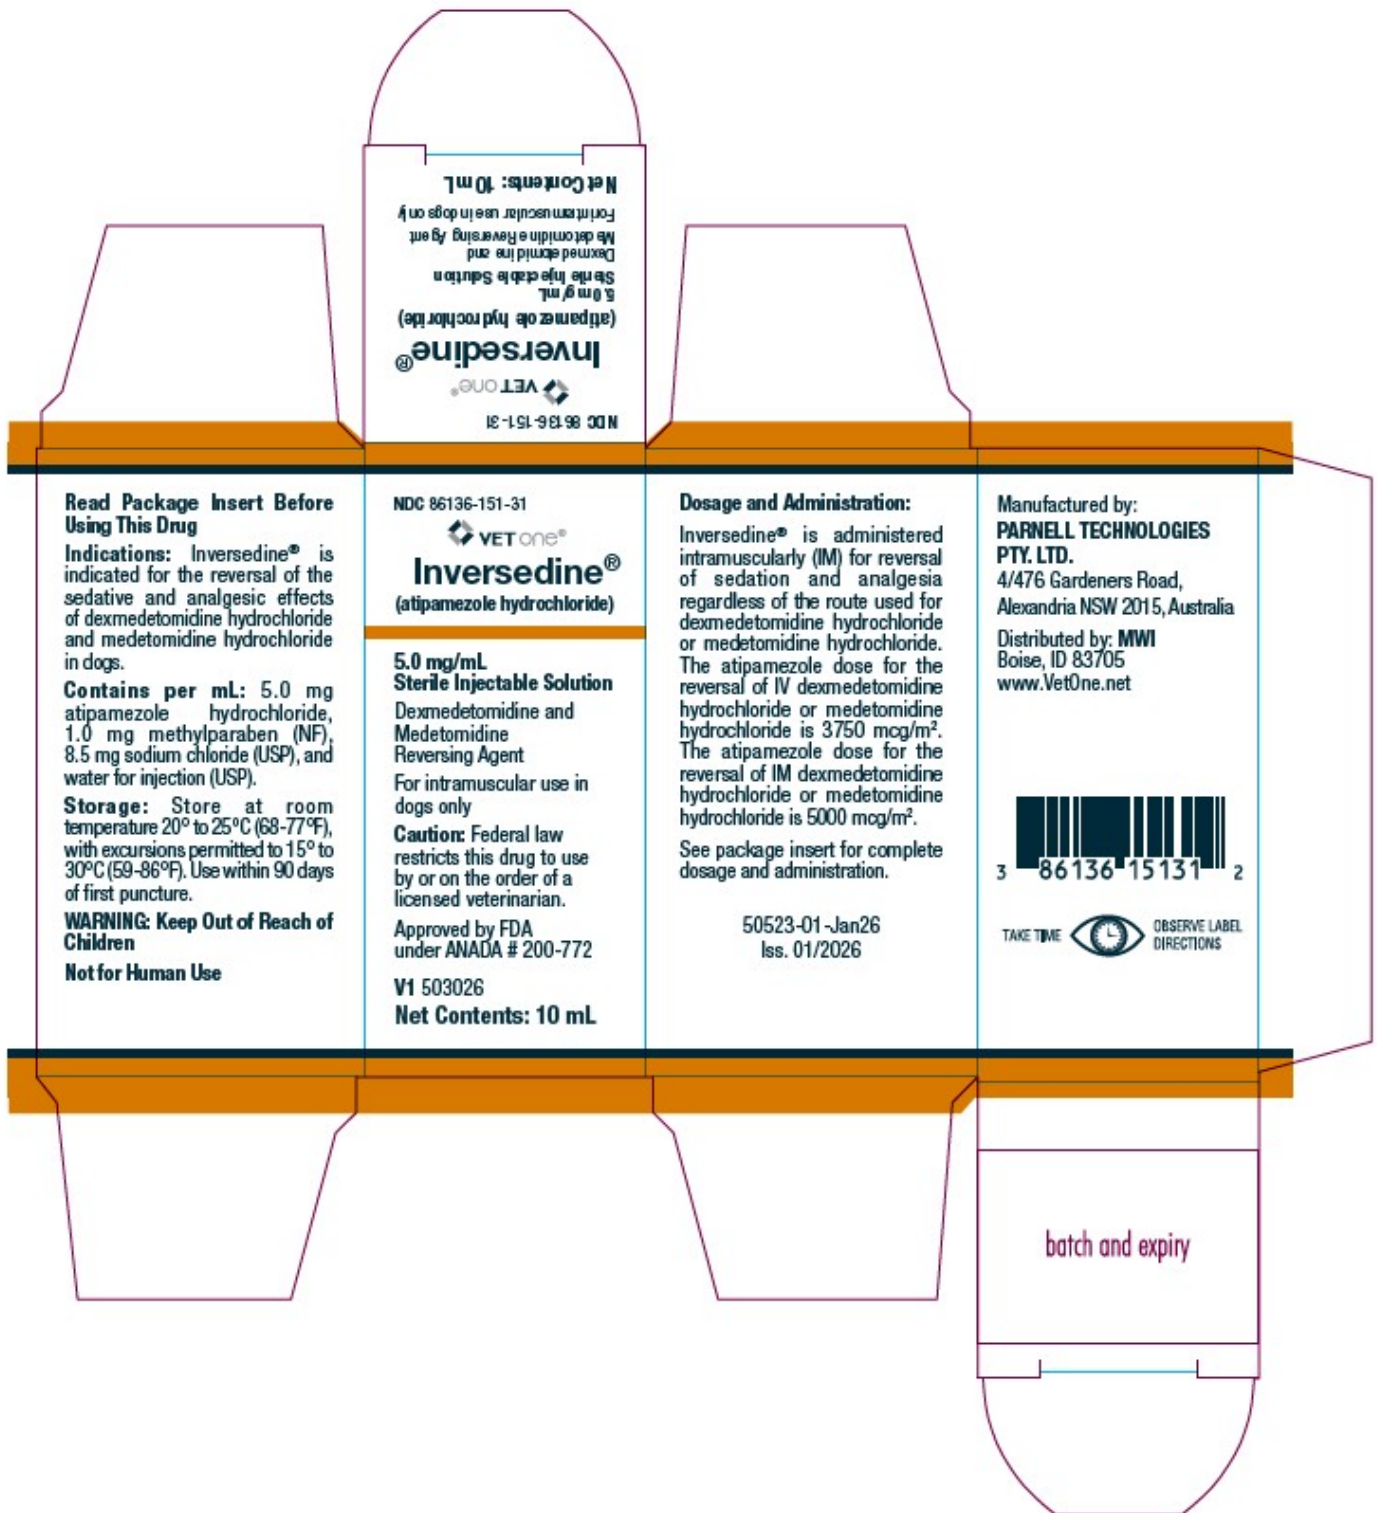 NDC 86136-151-31
VET one®
Inversedine®
(atipamezole hydrochloride)
5.0 mg/mL
Sterile Injectable Solution
Dexmedetomidine and
Medetomidine Reversing Agent
For intramuscular use in dogs only
Net Contents: 10 mL
Read Package Insert Before
Using This Drug
Indications: Inversedine® is
indicated for the reversal of the
sedative and analgesic effects
of dexmedetomidine hydrochloride
and medetomidine hydrochloride
in dogs.
Contains per mL: 5.0 mg
atipamezole hydrochloride,
1.0 mg methylparaben (NF),
8.5 mg sodium chloride (USP), and
water for injection (USP).
Storage: Store at room
temperature 20º to 25ºC (68-77ºF),
with excursions permitted to 15º to
30ºC (59-86ºF). Use within 90 days
of first puncture.
WARNING: Keep Out of Reach of
Children
Not for Human Use
NDC 86136-151-31
VET one®
Inversedine®
(atipamezole hydrochloride)
5.0 mg/mL
Sterile Injectable Solution
Dexmedetomidine and
Medetomidine
Reversing Agent
For intramuscular use in
dogs only
Caution: Federal law
restricts this drug to use
by or on the order of a
licensed veterinarian.
Approved by FDA
under ANADA # 200-772
V1 503026
Net Contents: 10 mL
Dosage and Administration:
Inversedine® is administered
intramuscularly (IM) for reversal
of sedation and analgesia
regardless of the route used for
dexmedetomidine hydrochloride
or medetomidine hydrochloride.
The atipamezole dose for the
reversal of IV dexmedetomidine
hydrochloride or medetomidine
hydrochloride is 3750 mcg/m².
The atipamezole dose for the
reversal of IM dexmedetomidine
hydrochloride or medetomidine
hydrochloride is 5000 mcg/m².
See package insert for complete
dosage and administration.
50523-01-Jan26
Iss. 01/2026
Manufactured by:
PARNELL TECHNOLOGIES
PTY. LTD.
4/476 Gardeners Road,
Alexandria NSW 2015, Australia
Distributed by: MWI
Boise, ID 83705
www.VetOne.net
3 86136 15131 2
TAKE TIME
OBSERVE LABEL
DIRECTIONS
batch and expiry